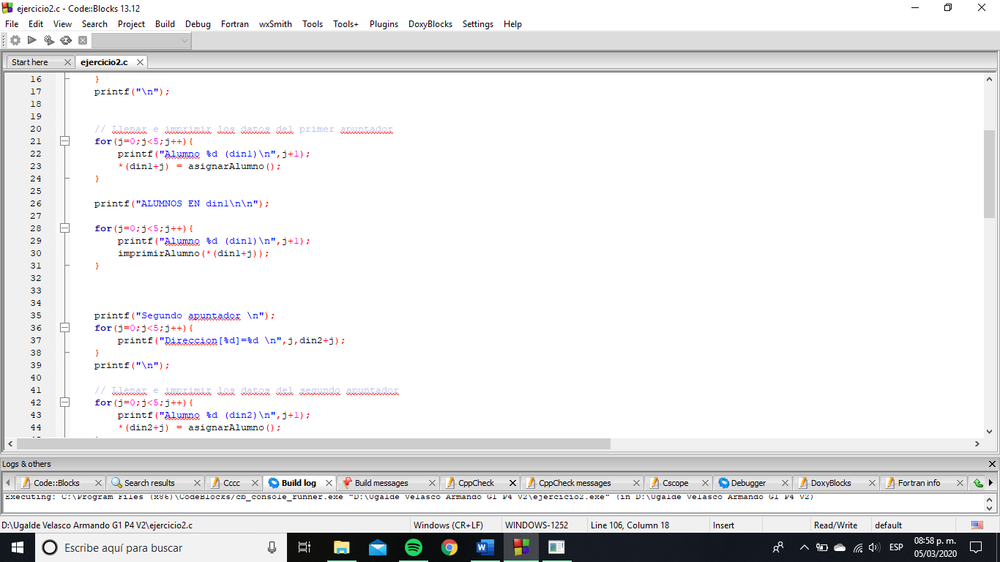 ejercicio2.c - Code::Blocks 13.12
File Edit View Search Project Build Debug Fortran wxSmith Tools Tools+ Plugins DoxyBlocks Settings Help
Start here ejercicio2.c
16 }
17 printf("\n");
18
19
20 // Llenar e imprimir los datos del primer apuntador
21 for(j=0;j<5;j++){
22 printf("Alumno %d (din1)\n",j+1);
23 *(din1+j) = asignarAlumno();
24 }
25
26 printf("ALUMNOS EN din1\n\n");
27
28 for(j=0;j<5;j++){
29 printf("Alumno %d (din1)\n",j+1);
30 imprimirAlumno(*(din1+j));
31 }
32
33
34
35 printf("Segundo apuntador \n");
36 for(j=0;j<5;j++){
37 printf("Direccion[%d]=%d \n",j,din2+j);
38 }
39 printf("\n");
40
41 // Llenar e imprimir los datos del segundo apuntador
42 for(j=0;j<5;j++){
43 printf("Alumno %d (din2)\n",j+1);
44 *(din2+j) = asignarAlumno();
Logs & others
Code::Blocks Search results Cccc Build log Build messages CppCheck CppCheck messages Cscope Debugger DoxyBlocks Fortran info
Executing: C:\Program Files (x86)\CodeBlocks/cb_console_runner.exe "D:\Ugalde Velasco Armando G1 P4 V2\ejercicio2.exe" (in D:\Ugalde Velasco Armando G1 P4 V2)
D:\Ugalde Velasco Armando G1 P4 V2\ejercicio2.c Windows (CR+LF) WINDOWS-1252 Line 106, Column 18 Insert Read/Write default
Escribe aquí para buscar ESP 08:58 p. m.
05/03/2020